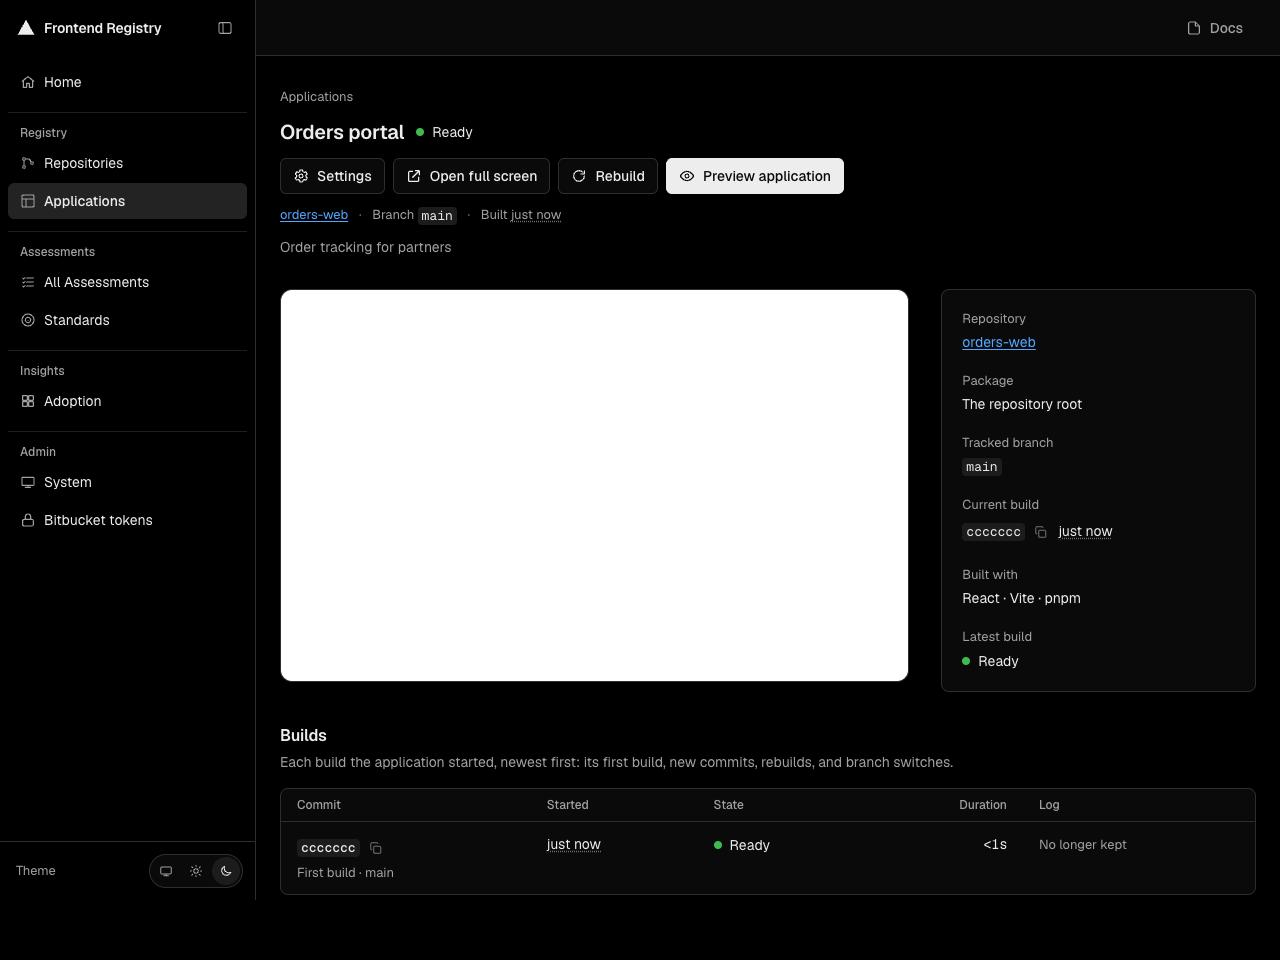 Frontend Registry
Docs
Home
Registry
Repositories
Applications
Assessments
All Assessments
Standards
Insights
Adoption
Admin
System
Bitbucket tokens
Theme
Applications
Orders portal Ready
Settings Open full screen Rebuild Preview application
orders-web · Branch main · Built just now
Order tracking for partners
Repository
orders-web
Package
The repository root
Tracked branch
main
Current build
ccccccc just now
Built with
React · Vite · pnpm
Latest build
Ready
Builds
Each build the application started, newest first: its first build, new commits, rebuilds, and branch switches.
Commit Started State Duration Log
ccccccc just now Ready <1s No longer kept
First build · main